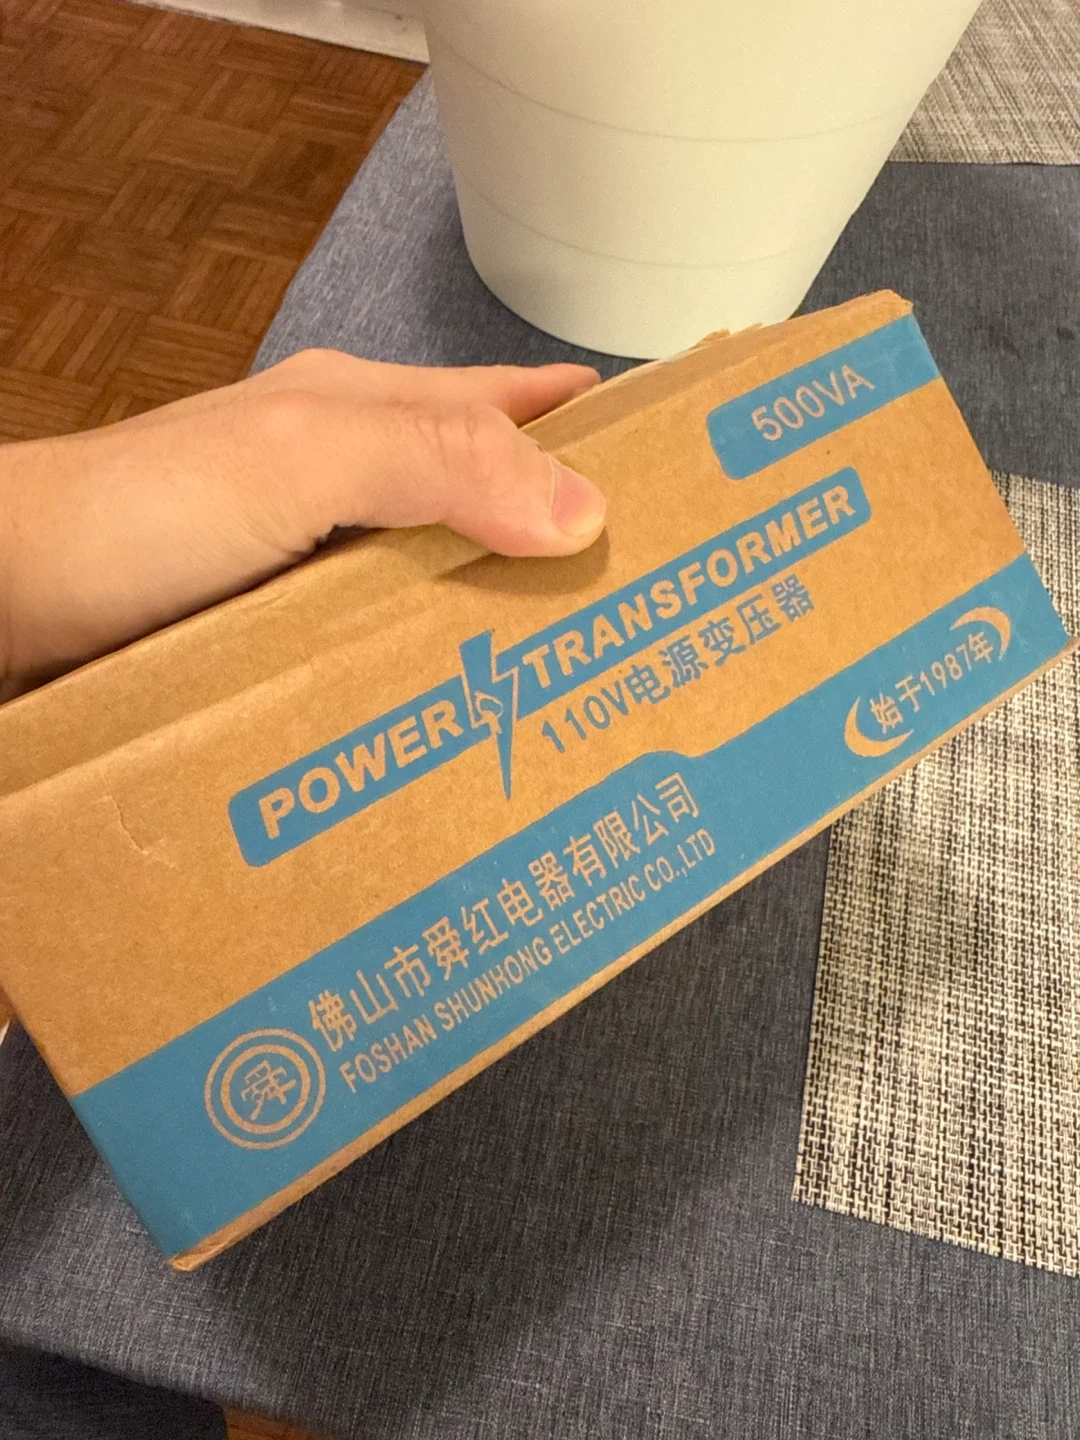 500VA
POWER TRANSFORMER
110V电源变压器
始于1987年
佛山市舜红电器有限公司
FOSHAN SHUNHONG ELECTRIC CO.,LTD
舜